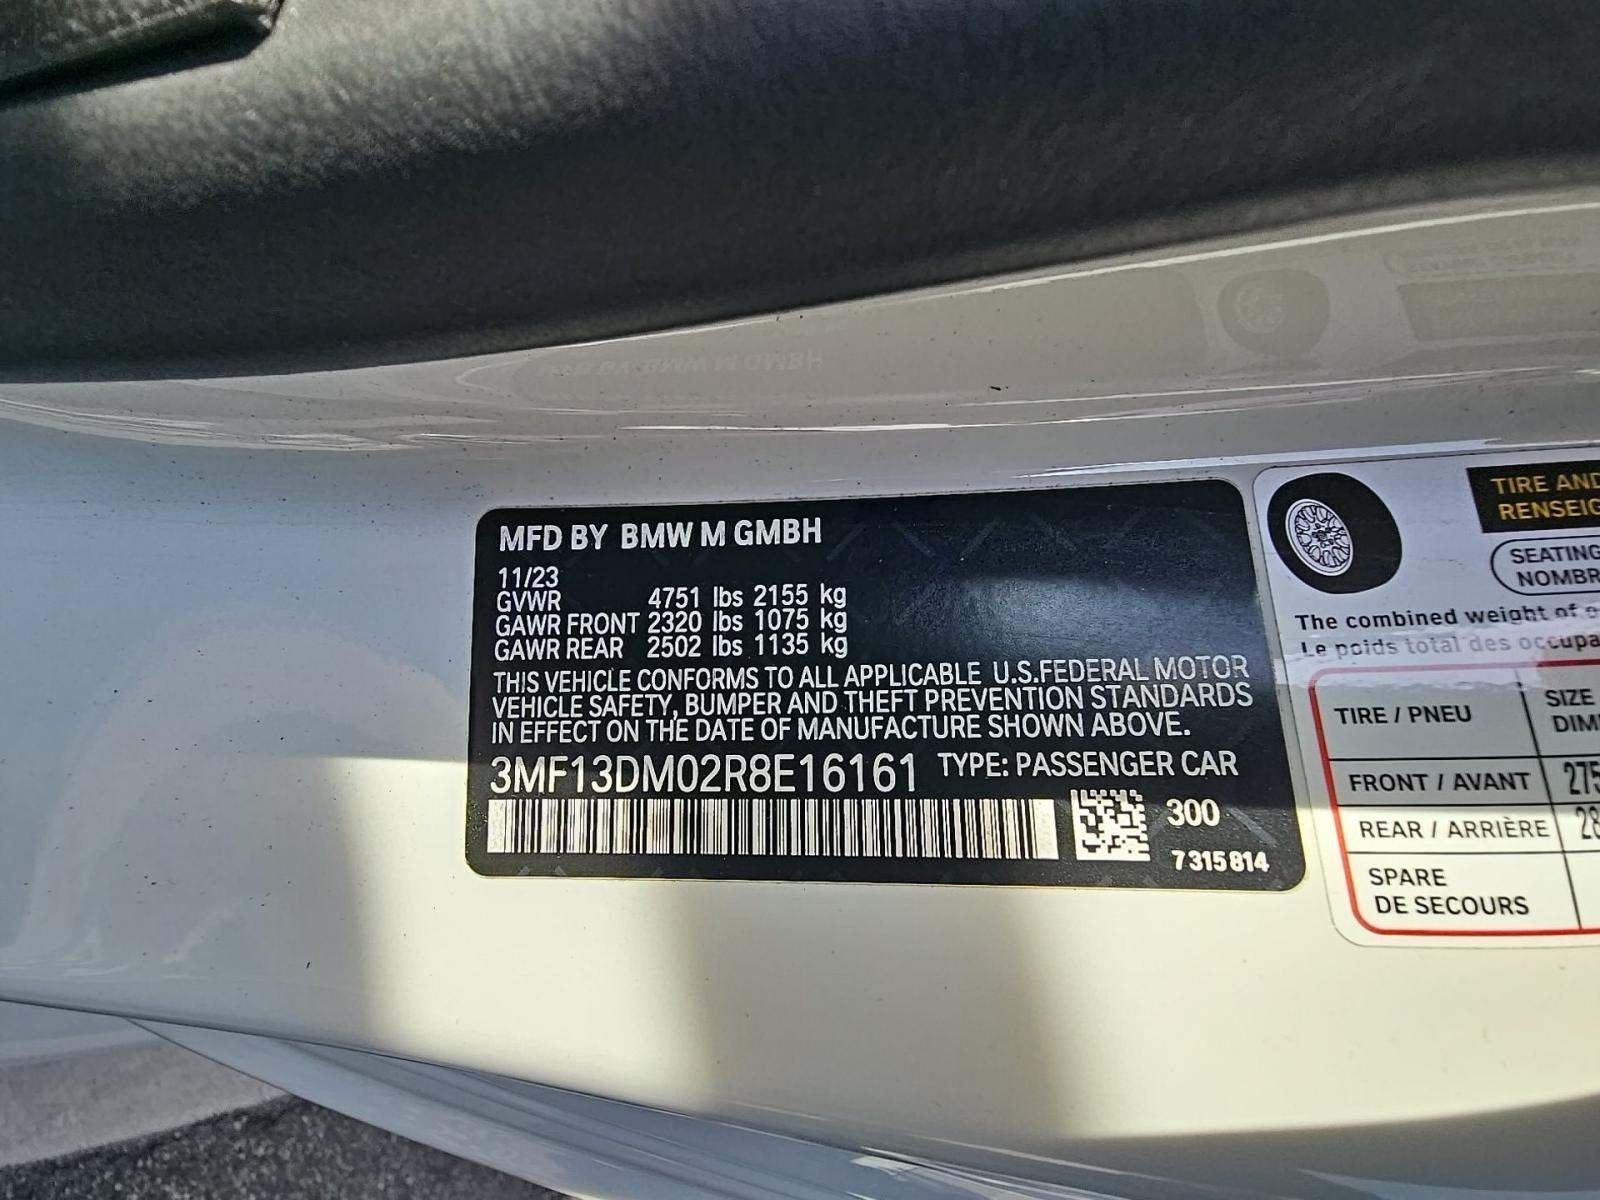 MFD BY BMW M GMBH
11/23
GVWR 4751 lbs 2155 kg
GAWR FRONT 2320 lbs 1075 kg
GAWR REAR 2502 lbs 1135 kg
THIS VEHICLE CONFORMS TO ALL APPLICABLE U.S.FEDERAL MOTOR
VEHICLE SAFETY, BUMPER AND THEFT PREVENTION STANDARDS
IN EFFECT ON THE DATE OF MANUFACTURE SHOWN ABOVE.
3MF13DM02R8E16161 TYPE: PASSENGER CAR
300
7315814
TIRE AND
RENSEIG
SEATING
NOMBR
The combined weight of
Le poids total des occupa
TIRE / PNEU
SIZE
DIM
FRONT / AVANT 275
REAR / ARRIÈRE 28
SPARE
DE SECOURS